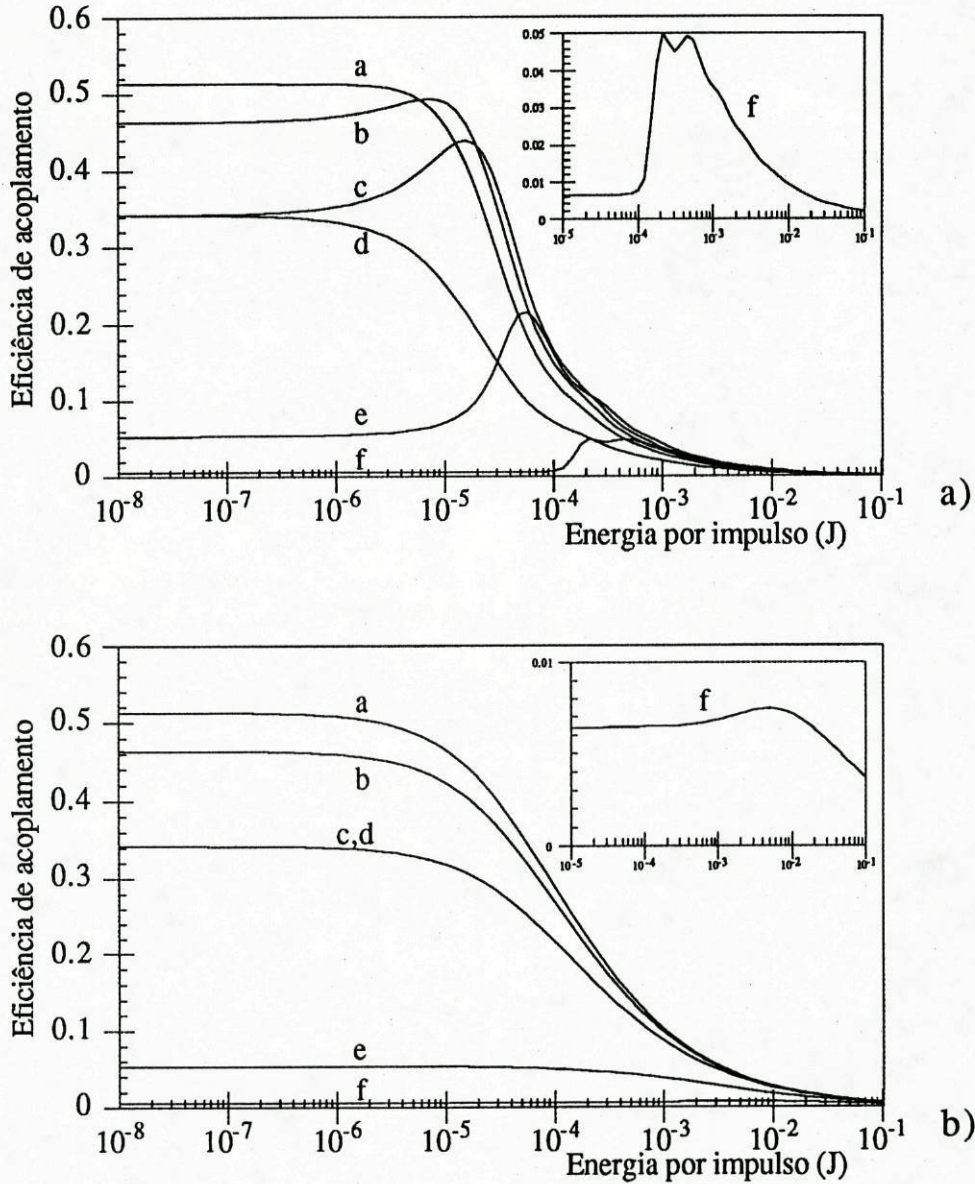 0.6
0.5
0.4
0.3
0.2
0.1
0
Eficiência de acoplamento
a
b
c
d
e
f
0.05
0.04
0.03
0.02
0.01
0
f
10-5
10-4
10-3
10-2
10-1
10-8
10-7
10-6
10-5
10-4
10-3
10-2
10-1
a)
Energia por impulso (J)
0.6
0.5
0.4
0.3
0.2
0.1
0
Eficiência de acoplamento
a
b
c,d
e
f
0.01
0
f
10-5
10-4
10-3
10-2
10-1
10-8
10-7
10-6
10-5
10-4
10-3
10-2
10-1
b)
Energia por impulso (J)